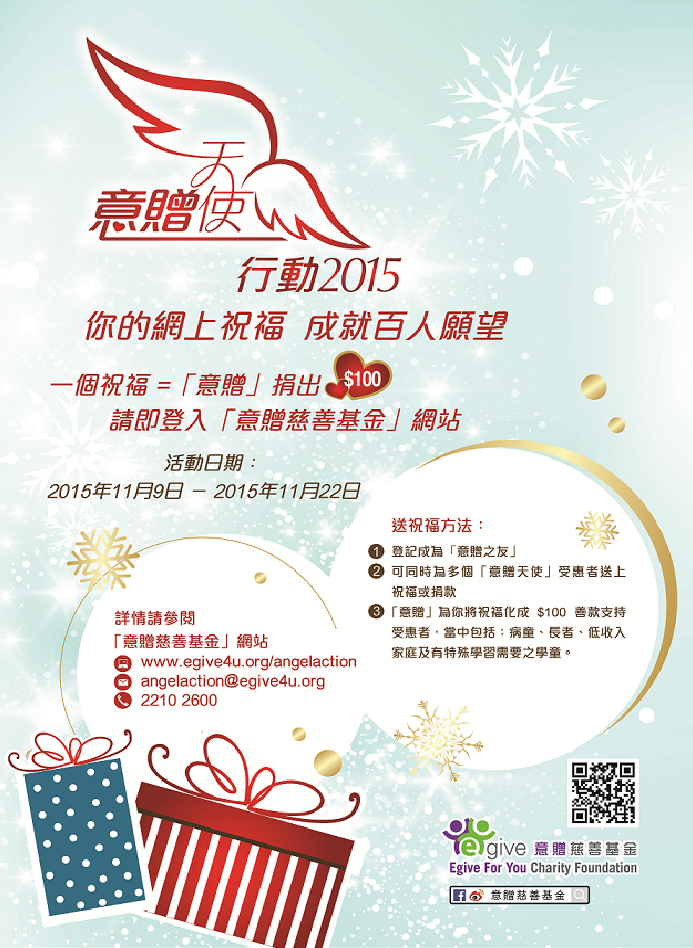 意贈天使
行動2015
你的網上祝福 成就百人願望
一個祝福 =「意贈」捐出 $100
請即登入「意贈慈善基金」網站
活動日期：
2015年11月9日 － 2015年11月22日
送祝福方法：
1 登記成為「意贈之友」
2 可同時為多個「意贈天使」受惠者送上
祝福或捐款
3 「意贈」為你將祝福化成 $100 善款支持
受惠者，當中包括：病童、長者、低收入
家庭及有特殊學習需要之學童。
詳情請參閱
「意贈慈善基金」網站
www.egive4u.org/angelaction
angelaction@egive4u.org
2210 2600
egive 意贈慈善基金
Egive For You Charity Foundation
意贈慈善基金